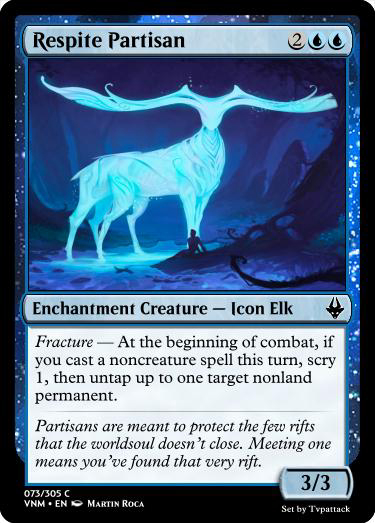 Respite Partisan 2
Enchantment Creature — Icon Elk
Fracture — At the beginning of combat, if
you cast a noncreature spell this turn, scry
1, then untap up to one target nonland
permanent.
Partisans are meant to protect the few rifts
that the worldsoul doesn't close. Meeting one
means you've found that very rift.
3/3
073/305 C
VNM • EN Martin Roca
Set by Tvpattack